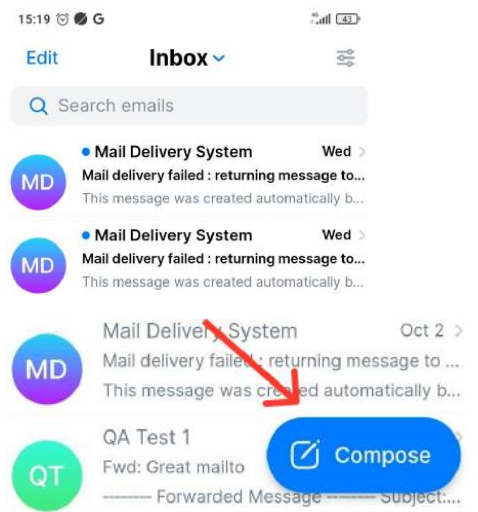 15:19 G 4G 43
Edit Inbox
Search emails
Mail Delivery System Wed
MD Mail delivery failed : returning message to...
This message was created automatically b...
Mail Delivery System Wed
MD Mail delivery failed : returning message to...
This message was created automatically b...
Mail Delivery System Oct 2
MD Mail delivery failed : returning message to ...
This message was created automatically b...
QA Test 1
QT Fwd: Great mailto
Compose
-------- Forwarded Message -------- Subject:...